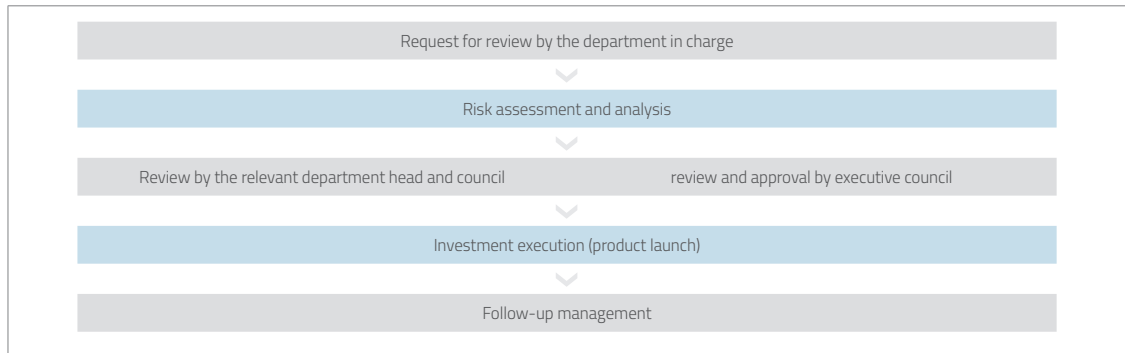 Request for review by the department in charge
Risk assessment and analysis
Review by the relevant department head and council review and approval by executive council
Investment execution (product launch)
Follow-up management